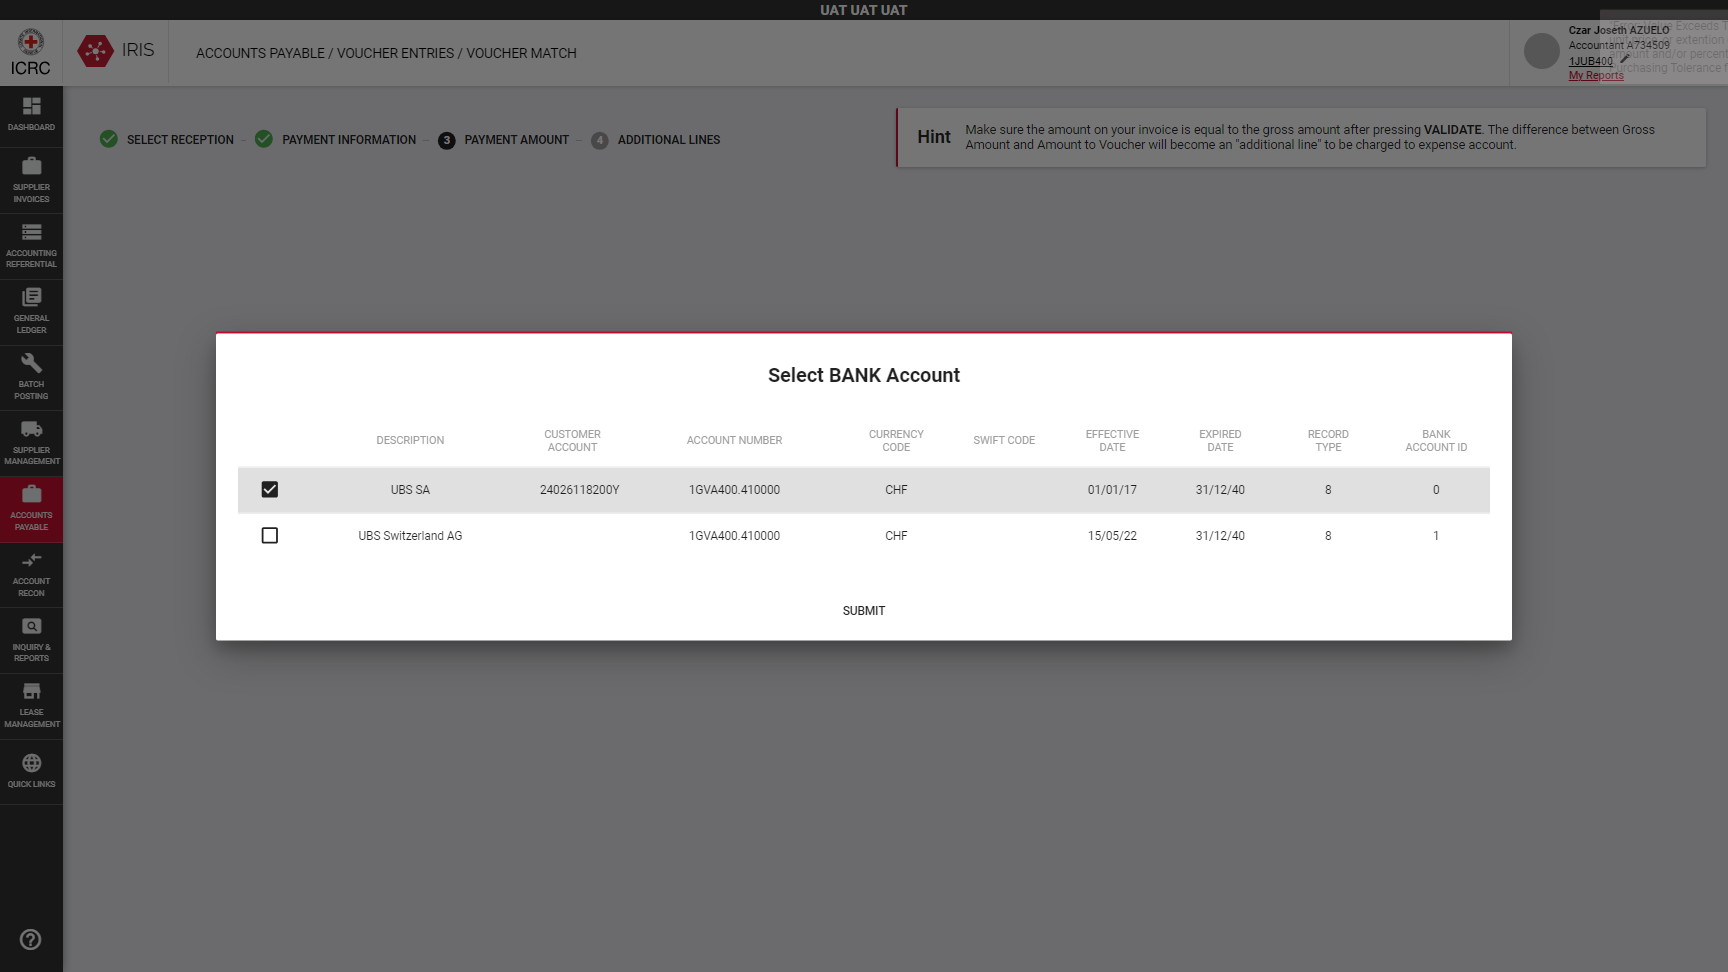 UAT UAT UAT
ICRC
IRIS
ACCOUNTS PAYABLE / VOUCHER ENTRIES / VOUCHER MATCH
Czar Joseth AZUELO
Accountant A734509
1JUB400
My Reports
"Error: Value Exceeds T
extention
amount and/or percent
Purchasing Tolerance
DASHBOARD
SUPPLIER
INVOICES
ACCOUNTING
REFERENTIAL
GENERAL
LEDGER
BATCH
POSTING
SUPPLIER
MANAGEMENT
ACCOUNTS
PAYABLE
ACCOUNT
RECON
INQUIRY &
REPORTS
LEASE
MANAGEMENT
QUICK LINKS
SELECT RECEPTION
PAYMENT INFORMATION
3 PAYMENT AMOUNT
4 ADDITIONAL LINES
Hint
Make sure the amount on your invoice is equal to the gross amount after pressing VALIDATE. The difference between Gross
Amount and Amount to Voucher will become an "additional line" to be charged to expense account.
Select BANK Account
DESCRIPTION
CUSTOMER
ACCOUNT
ACCOUNT NUMBER
CURRENCY
CODE
SWIFT CODE
EFFECTIVE
DATE
EXPIRED
DATE
RECORD
TYPE
BANK
ACCOUNT ID
UBS SA 24026118200Y 1GVA400.410000 CHF 01/01/17 31/12/40 8 0
UBS Switzerland AG 1GVA400.410000 CHF 15/05/22 31/12/40 8 1
SUBMIT